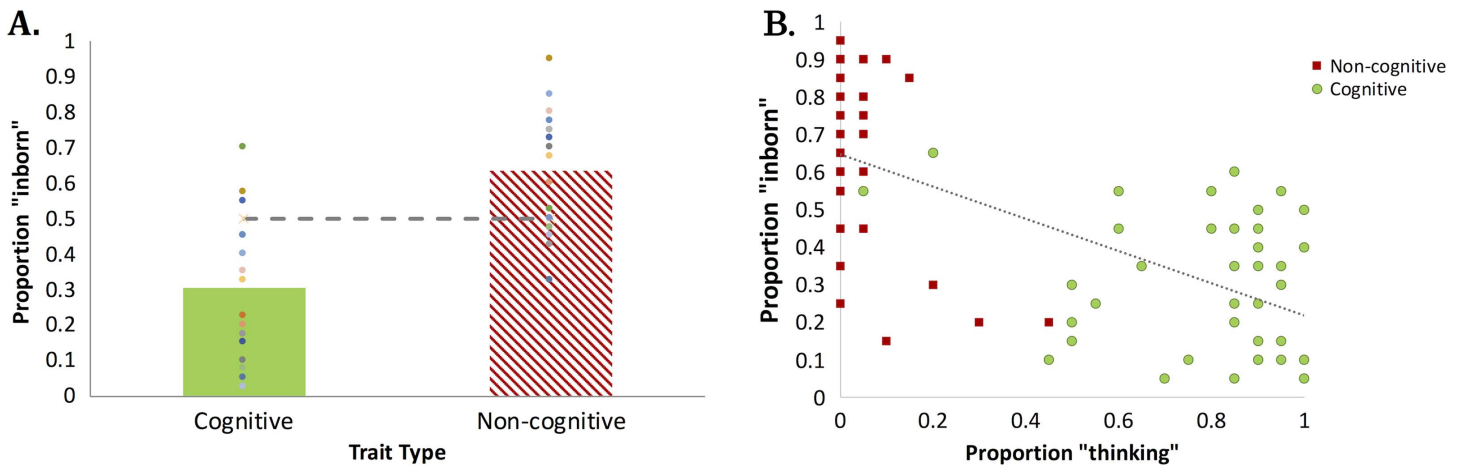 A.
Proportion "inborn"
1
0.9
0.8
0.7
0.6
0.5
0.4
0.3
0.2
0.1
0
Cognitive
Non-cognitive
Trait Type
B.
Proportion "inborn"
1
0.9
0.8
0.7
0.6
0.5
0.4
0.3
0.2
0.1
0
0 0.2 0.4 0.6 0.8 1
Proportion "thinking"
Non-cognitive
Cognitive